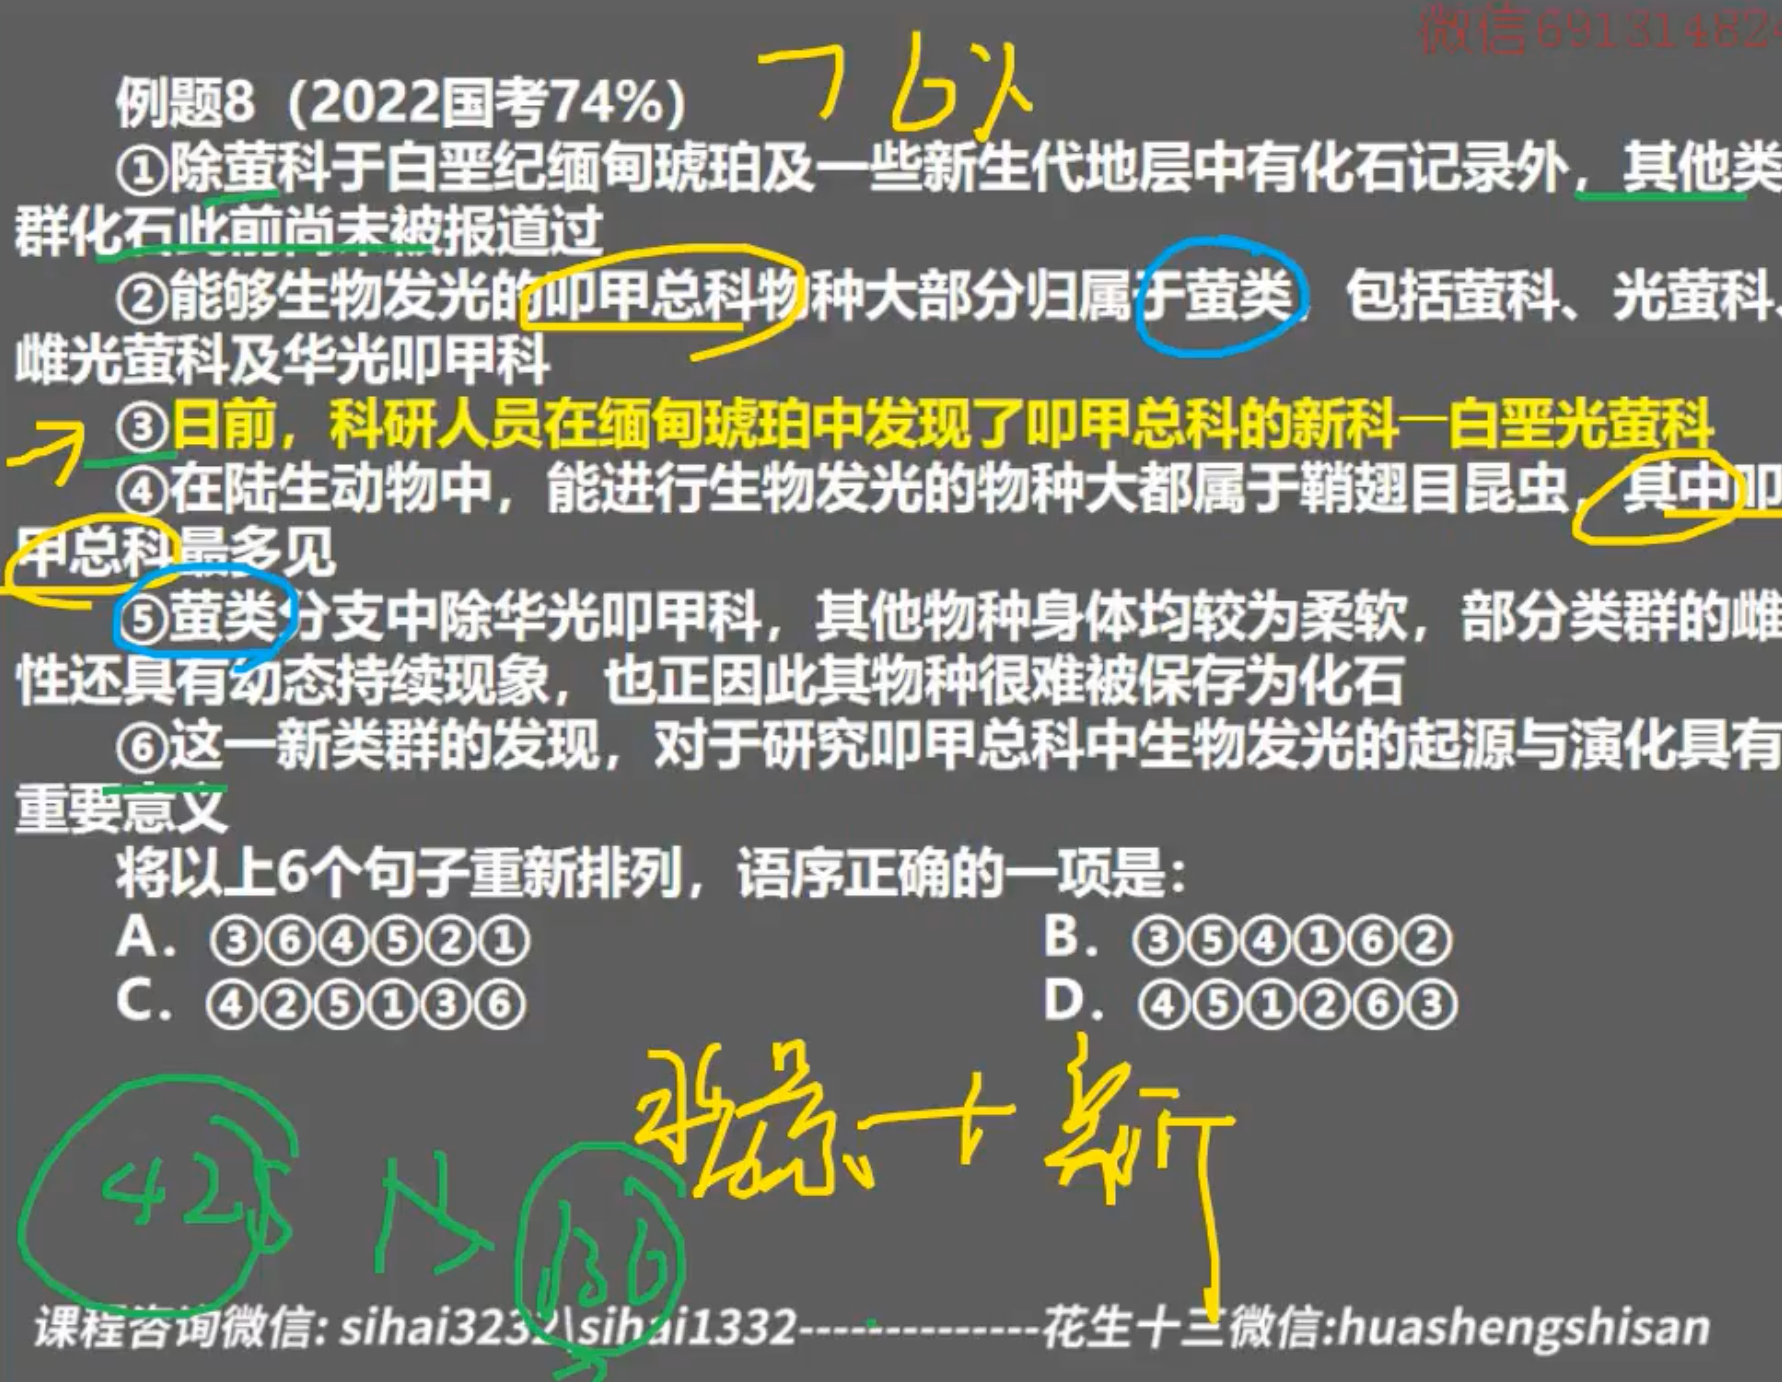 微信69131482
76%
例题8（2022国考74%）
①除萤科于白垩纪缅甸琥珀及一些新生代地层中有化石记录外，其他类
群化石此前尚未被报道过
②能够生物发光的叩甲总科物种大部分归属于萤类，包括萤科、光萤科、
雌光萤科及华光叩甲科
③日前，科研人员在缅甸琥珀中发现了叩甲总科的新科—白垩光萤科
④在陆生动物中，能进行生物发光的物种大都属于鞘翅目昆虫，其中叩
甲总科最多见
⑤萤类分支中除华光叩甲科，其他物种身体均较为柔软，部分类群的雌
性还具有幼态持续现象，也正因此其物种很难被保存为化石
⑥这一新类群的发现，对于研究叩甲总科中生物发光的起源与演化具有
重要意义
将以上6个句子重新排列，语序正确的一项是：
A. ③⑥④⑤②①
B. ③⑤④①⑥②
C. ④②⑤①③⑥
D. ④⑤①②⑥③
425
136
课程咨询微信: sihai3232\sihai1332--------------花生十三微信:huashengshisan